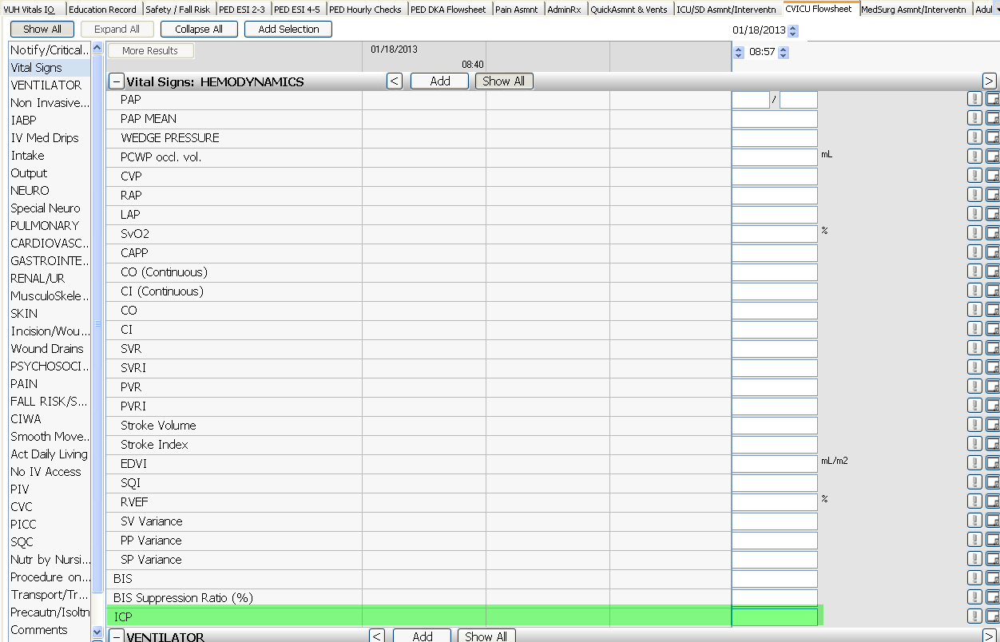 VUH Vitals IO Education Record Safety / Fall Risk PED ESI 2-3 PED ESI 4-5 PED Hourly Checks PED DKA Flowsheet Pain Asmnt AdminRx QuickAsmnt & Vents ICU/SD Asmnt/Interventn CVICU Flowsheet MedSurg Asmnt/Interventn Adul
Show All Expand All Collapse All Add Selection 01/18/2013
Notify/Critical...
Vital Signs
VENTILATOR
Non Invasive...
IABP
IV Med Drips
Intake
Output
NEURO
Special Neuro
PULMONARY
CARDIOVASC...
GASTROINTE...
RENAL/UR
MusculoSkele...
SKIN
Incision/Wou...
Wound Drains
PSYCHOSOCI...
PAIN
FALL RISK/S...
CIWA
Smooth Move...
Act Daily Living
No IV Access
PIV
CVC
PICC
SQC
Nutr by Nursi...
Procedure on...
Transport/Tr...
Precautn/Isoltn
Comments
More Results 01/18/2013 08:57
08:40
– Vital Signs: HEMODYNAMICS < Add Show All >
PAP /
PAP MEAN
WEDGE PRESSURE
PCWP occl. vol. mL
CVP
RAP
LAP
SvO2 %
CAPP
CO (Continuous)
CI (Continuous)
CO
CI
SVR
SVRI
PVR
PVRI
Stroke Volume
Stroke Index
EDVI mL/m2
SQI
RVEF %
SV Variance
PP Variance
SP Variance
BIS
BIS Suppression Ratio (%)
ICP
– VENTILATOR < Add Show All >